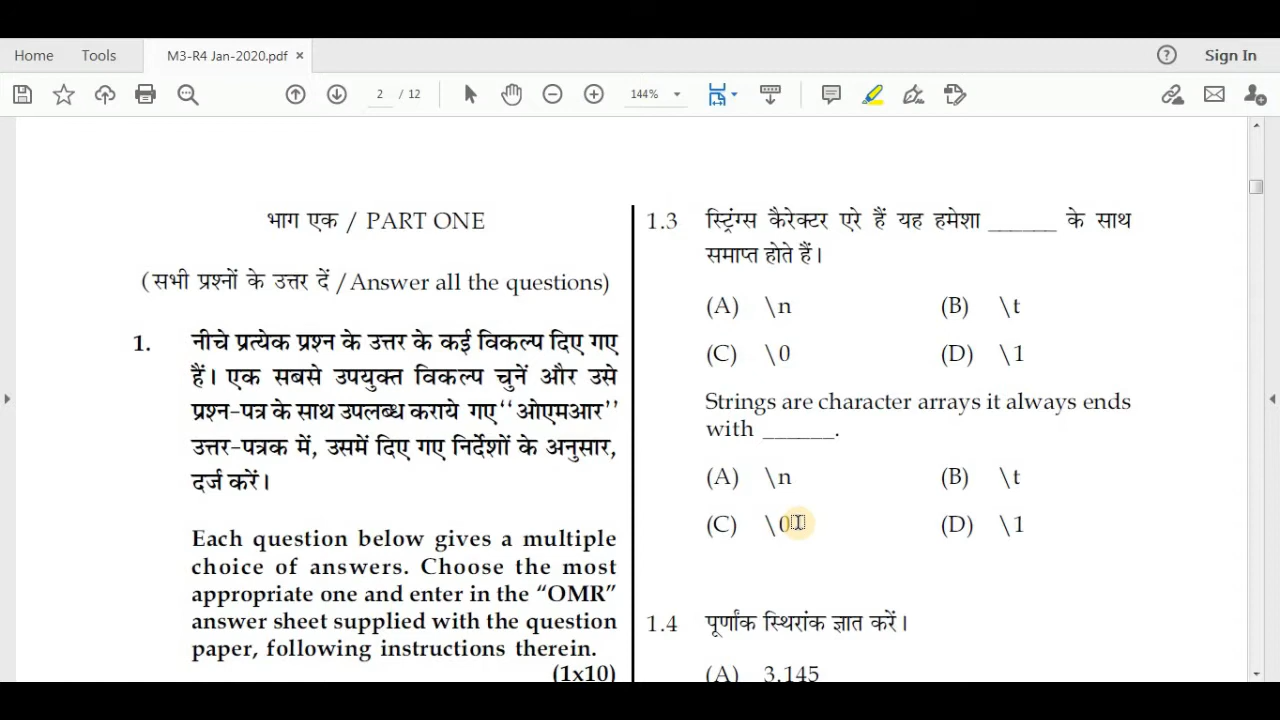 Home Tools M3-R4 Jan-2020.pdf × ? Sign In
2 / 12 144%
भाग एक / PART ONE
(सभी प्रश्नों के उत्तर दें /Answer all the questions)
1. नीचे प्रत्येक प्रश्न के उत्तर के कई विकल्प दिए गए
हैं। एक सबसे उपयुक्त विकल्प चुनें और उसे
प्रश्न-पत्र के साथ उपलब्ध कराये गए "ओएमआर"
उत्तर-पत्रक में, उसमें दिए गए निर्देशों के अनुसार,
दर्ज करें।
Each question below gives a multiple
choice of answers. Choose the most
appropriate one and enter in the “OMR”
answer sheet supplied with the question
paper, following instructions therein.
(1x10)
1.3 स्ट्रिंग्स कैरेक्टर एरे हैं यह हमेशा ______ के साथ
समाप्त होते हैं।
(A) \n (B) \t
(C) \0 (D) \1
Strings are character arrays it always ends
with ______.
(A) \n (B) \t
(C) \0 (D) \1
1.4 पूर्णांक स्थिरांक ज्ञात करें।
(A) 3.145